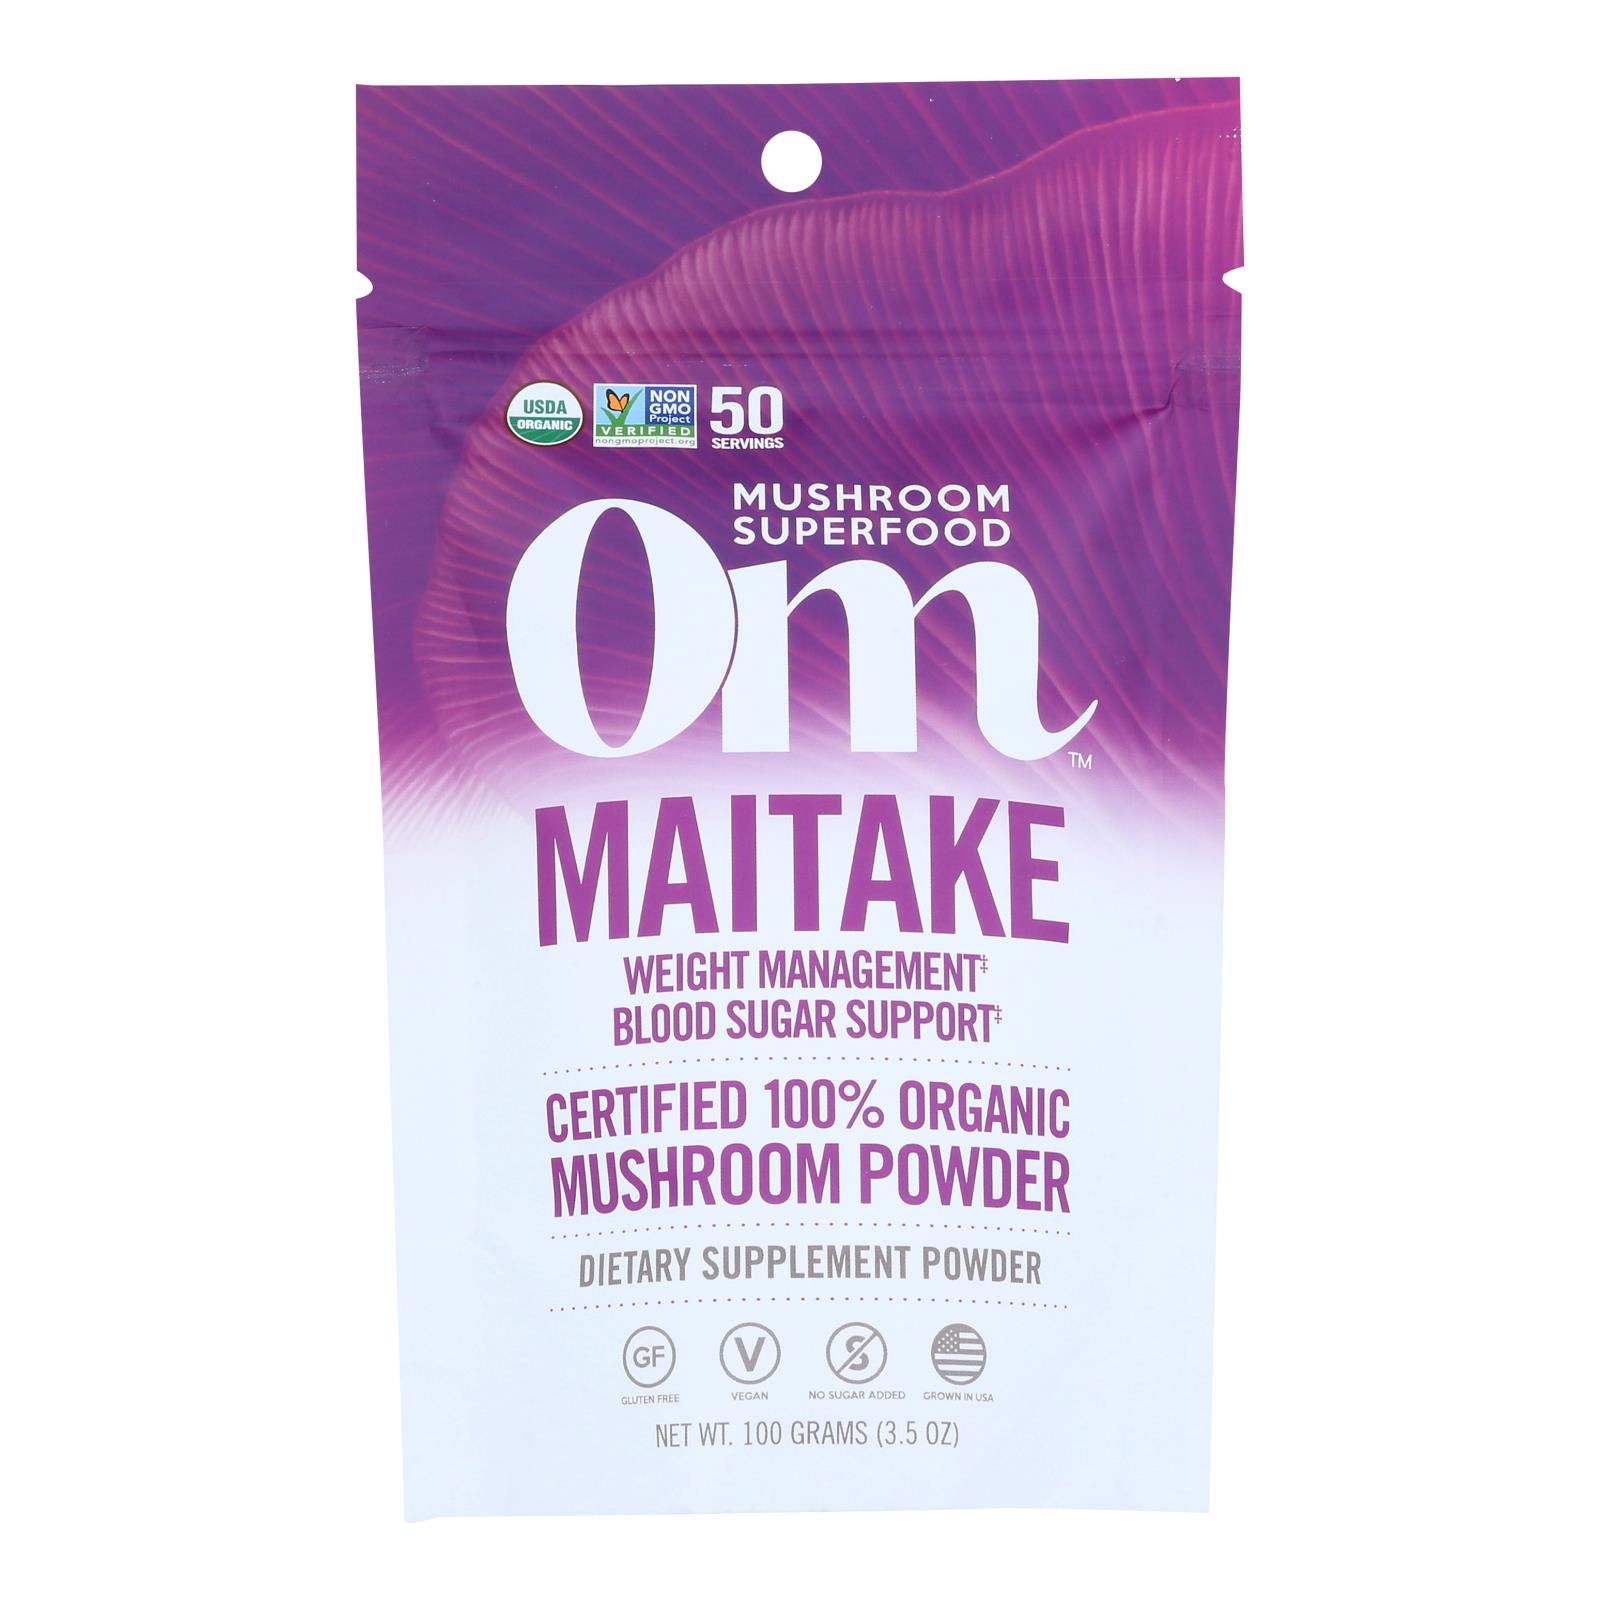 USDA
ORGANIC
NON
GMO
Project
VERIFIED
nongmoproject.org
50
SERVINGS
MUSHROOM
SUPERFOOD
Om™
MAITAKE
WEIGHT MANAGEMENT‡
BLOOD SUGAR SUPPORT‡
CERTIFIED 100% ORGANIC
MUSHROOM POWDER
DIETARY SUPPLEMENT POWDER
GF
GLUTEN FREE
V
VEGAN
S
NO SUGAR ADDED
GROWN IN USA
NET WT. 100 GRAMS (3.5 OZ)